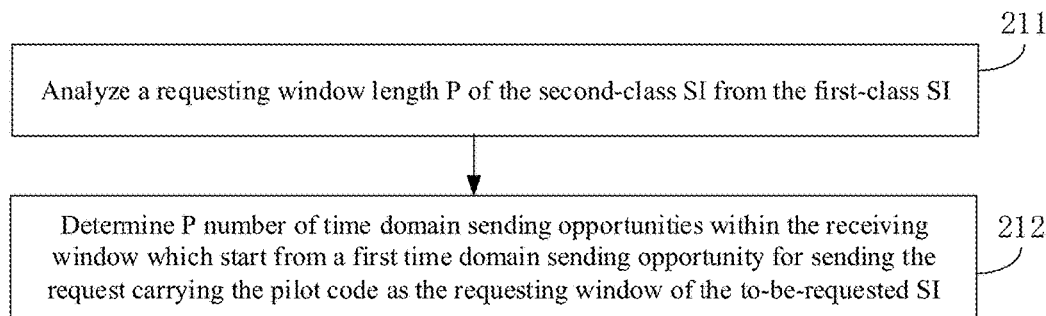 211
Analyze a requesting window length P of the second-class SI from the first-class SI
Determine P number of time domain sending opportunities within the receiving
window which start from a first time domain sending opportunity for sending the
request carrying the pilot code as the requesting window of the to-be-requested SI
212